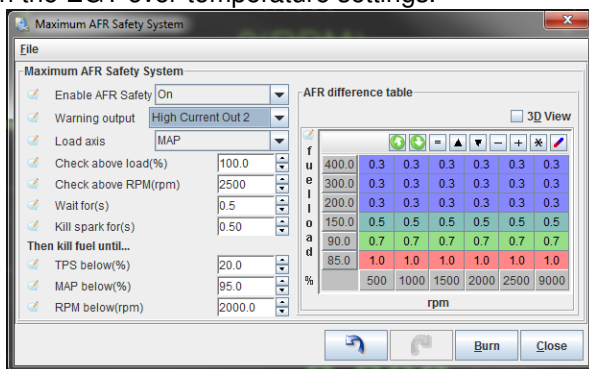 Maximum AFR Safety System
File
Maximum AFR Safety System
Enable AFR Safety On
Warning output High Current Out 2
Load axis MAP
Check above load(%) 100.0
Check above RPM(rpm) 2500
Wait for(s) 0.5
Kill spark for(s) 0.50
Then kill fuel until...
TPS below(%) 20.0
MAP below(%) 95.0
RPM below(rpm) 2000.0
AFR difference table
3D View
= - + *
fuelload %
400.0 0.3 0.3 0.3 0.3 0.3 0.3
300.0 0.3 0.3 0.3 0.3 0.3 0.3
200.0 0.3 0.3 0.3 0.3 0.3 0.3
150.0 0.5 0.5 0.5 0.5 0.5 0.5
90.0 0.7 0.7 0.7 0.7 0.7 0.7
85.0 1.0 1.0 1.0 1.0 1.0 1.0
500 1000 1500 2000 2500 9000
rpm
Burn Close